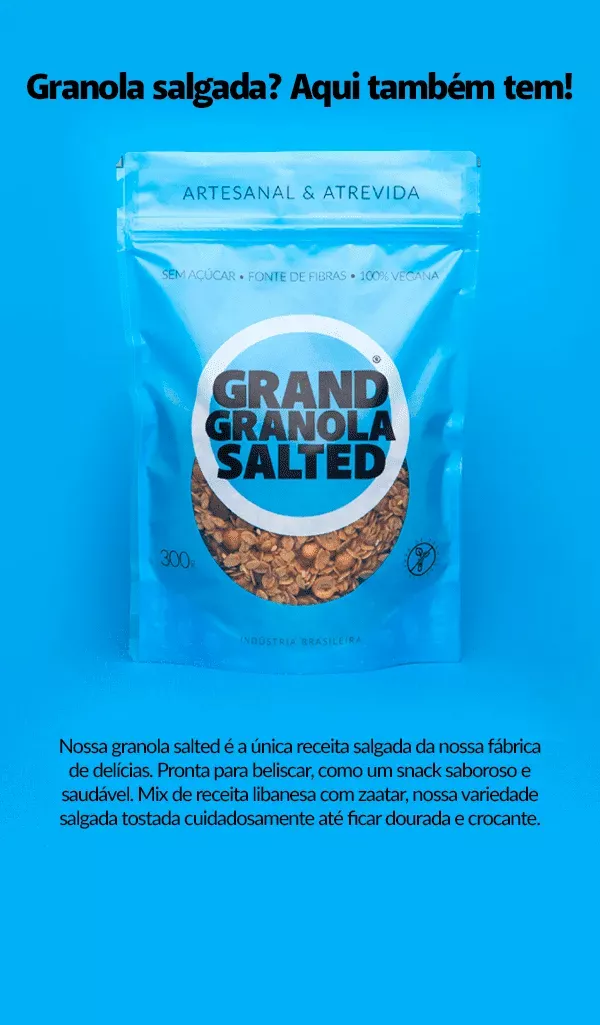 Granola salgada? Aqui também tem!
ARTESANAL & ATREVIDA
SEM AÇÚCAR • FONTE DE FIBRAS • 100% VEGANA
®
GRAND
GRANOLA
SALTED
300g
INDÚSTRIA BRASILEIRA
Nossa granola salted é a única receita salgada da nossa fábrica
de delícias. Pronta para beliscar, como um snack saboroso e
saudável. Mix de receita libanesa com zaatar, nossa variedade
salgada tostada cuidadosamente até ficar dourada e crocante.